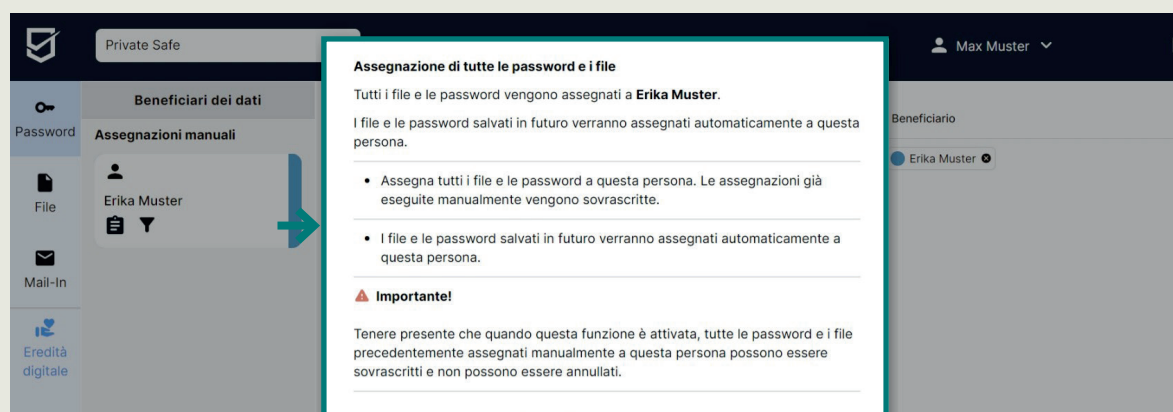 Private Safe
Max Muster
Password
File
Mail-In
Eredità
digitale
Beneficiari dei dati
Assegnazioni manuali
Erika Muster
Assegnazione di tutte le password e i file
Tutti i file e le password vengono assegnati a Erika Muster.
I file e le password salvati in futuro verranno assegnati automaticamente a questa
persona.
• Assegna tutti i file e le password a questa persona. Le assegnazioni già
eseguite manualmente vengono sovrascritte.
• I file e le password salvati in futuro verranno assegnati automaticamente a
questa persona.
Importante!
Tenere presente che quando questa funzione è attivata, tutte le password e i file
precedentemente assegnati manualmente a questa persona possono essere
sovrascritti e non possono essere annullati.
Beneficiario
Erika Muster